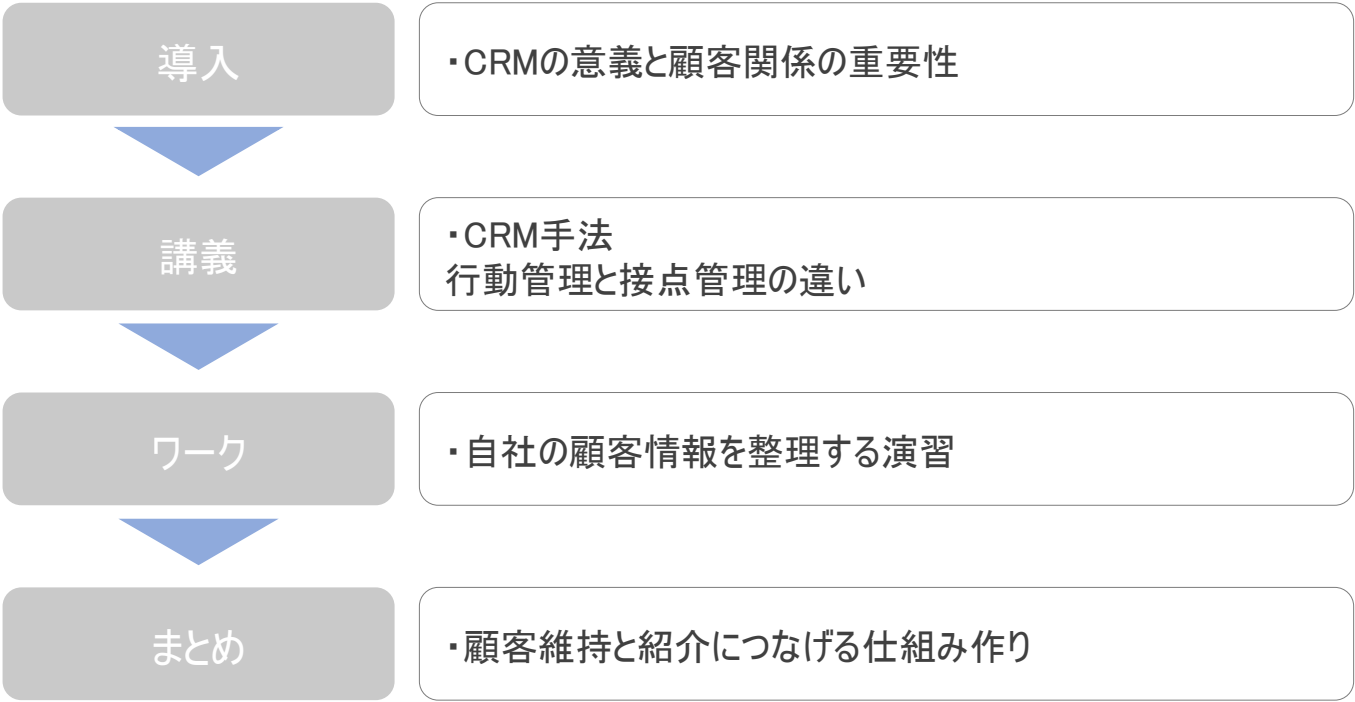 導入
・CRMの意義と顧客関係の重要性
講義
・CRM手法
行動管理と接点管理の違い
ワーク
・自社の顧客情報を整理する演習
まとめ
・顧客維持と紹介につなげる仕組み作り